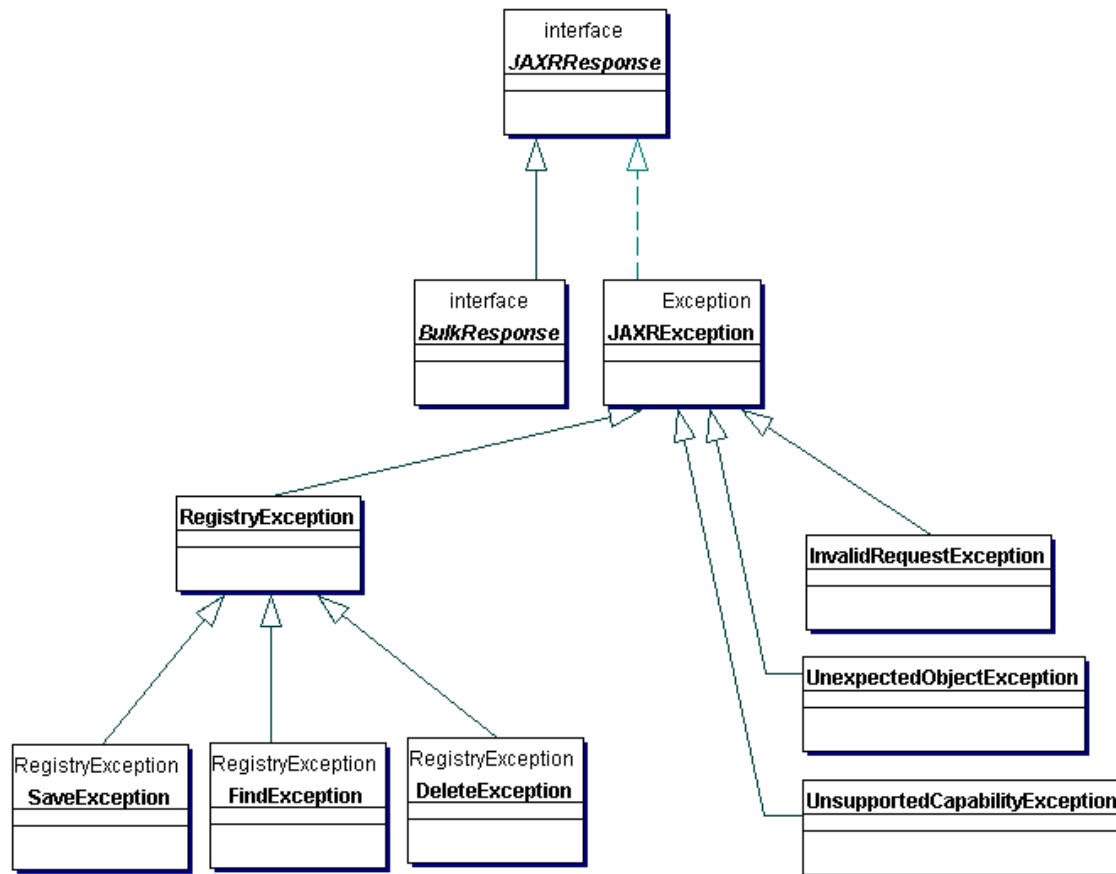 interface
JAXRResponse
interface
BulkResponse
Exception
JAXRException
RegistryException
InvalidRequestException
UnexpectedObjectException
RegistryException
SaveException
RegistryException
FindException
RegistryException
DeleteException
UnsupportedCapabilityException